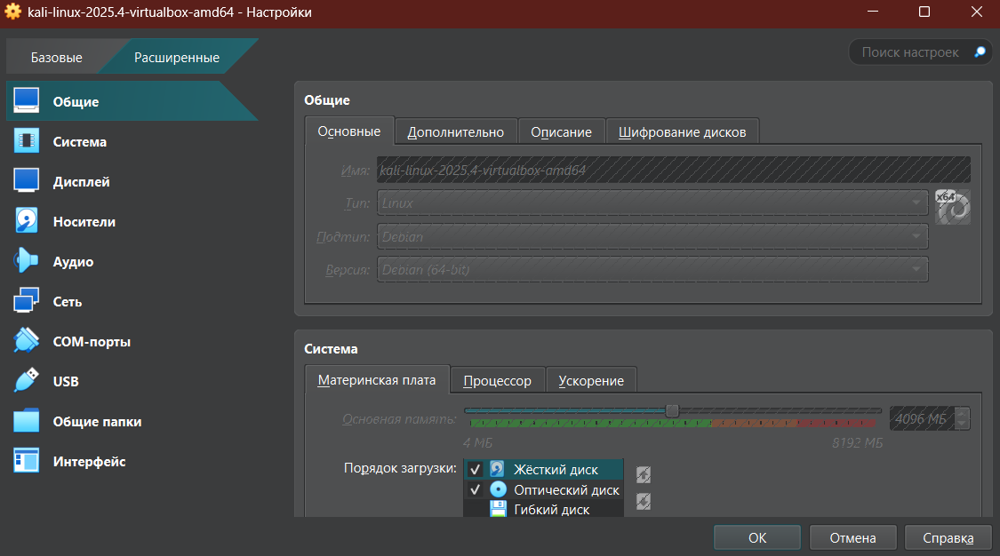 kali-linux-2025.4-virtualbox-amd64 - Настройки
Базовые
Расширенные
Поиск настроек
Общие
Система
Дисплей
Носители
Аудио
Сеть
COM-порты
USB
Общие папки
Интерфейс
Общие
Основные
Дополнительно
Описание
Шифрование дисков
Имя: kali-linux-2025.4-virtualbox-amd64
Тип: Linux
x64
Подтип: Debian
Версия: Debian (64-bit)
Система
Материнская плата
Процессор
Ускорение
Основная память:
4096 МБ
4 МБ
8192 МБ
Порядок загрузки:
Жёсткий диск
Оптический диск
Гибкий диск
OK
Отмена
Справка